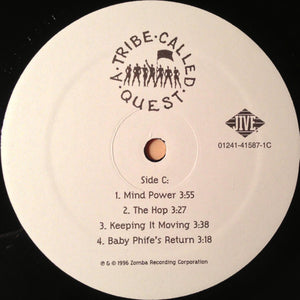 A · TRIBE · CALLED
QUEST ·
JIVE
01241-41587-1C
Side C:
1. Mind Power 3:55
2. The Hop 3:27
3. Keeping It Moving 3:38
4. Baby Phife's Return 3:18
℗ & © 1996 Zomba Recording Corporation